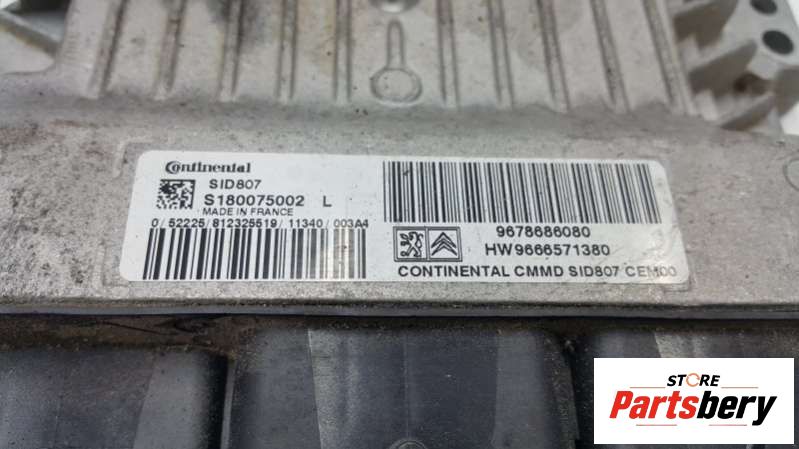 Continental
SID807
S180075002 L
MADE IN FRANCE
0/52225/812325519/11340/003A4
9678686080
HW9666571380
CONTINENTAL CMMD SID807 CEM00
STORE
Partsbery